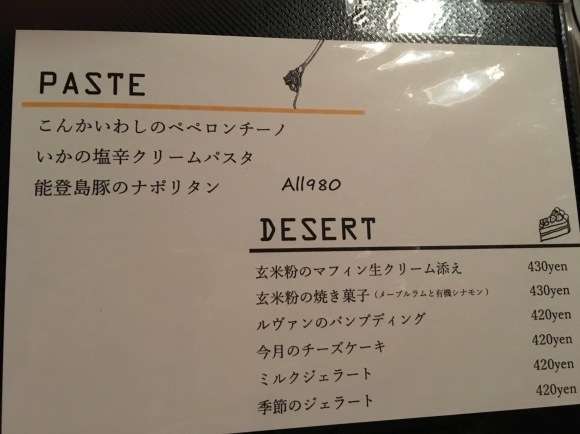 PASTE
こんかいわしのペペロンチーノ
いかの塩辛クリームパスタ
能登島豚のナポリタン All980
DESERT
玄米粉のマフィン生クリーム添え 430yen
玄米粉の焼き菓子(メープルラムと有機シナモン) 430yen
ルヴァンのパンプディング 420yen
今月のチーズケーキ 420yen
ミルクジェラート 420yen
季節のジェラート 420yen